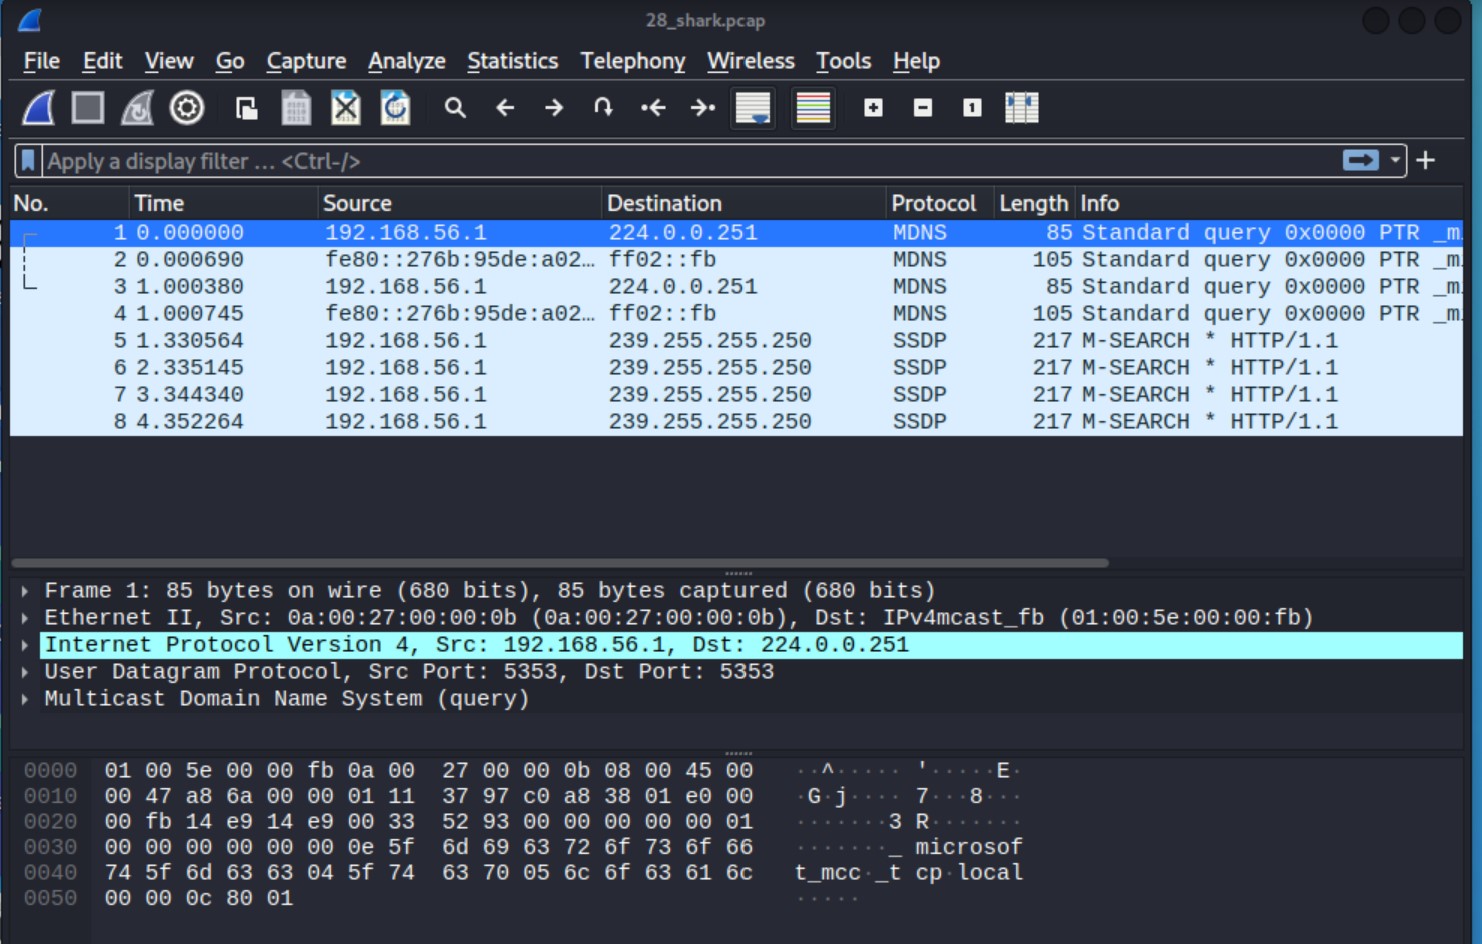 28_shark.pcap
File Edit View Go Capture Analyze Statistics Telephony Wireless Tools Help
Apply a display filter … <Ctrl-/>
No. Time Source Destination Protocol Length Info
1 0.000000 192.168.56.1 224.0.0.251 MDNS 85 Standard query 0x0000 PTR _m
2 0.000690 fe80::276b:95de:a02… ff02::fb MDNS 105 Standard query 0x0000 PTR _m
3 1.000380 192.168.56.1 224.0.0.251 MDNS 85 Standard query 0x0000 PTR _m
4 1.000745 fe80::276b:95de:a02… ff02::fb MDNS 105 Standard query 0x0000 PTR _m
5 1.330564 192.168.56.1 239.255.255.250 SSDP 217 M-SEARCH * HTTP/1.1
6 2.335145 192.168.56.1 239.255.255.250 SSDP 217 M-SEARCH * HTTP/1.1
7 3.344340 192.168.56.1 239.255.255.250 SSDP 217 M-SEARCH * HTTP/1.1
8 4.352264 192.168.56.1 239.255.255.250 SSDP 217 M-SEARCH * HTTP/1.1
Frame 1: 85 bytes on wire (680 bits), 85 bytes captured (680 bits)
Ethernet II, Src: 0a:00:27:00:00:0b (0a:00:27:00:00:0b), Dst: IPv4mcast_fb (01:00:5e:00:00:fb)
Internet Protocol Version 4, Src: 192.168.56.1, Dst: 224.0.0.251
User Datagram Protocol, Src Port: 5353, Dst Port: 5353
Multicast Domain Name System (query)
0000 01 00 5e 00 00 fb 0a 00 27 00 00 0b 08 00 45 00 ··^····· '·····E·
0010 00 47 a8 6a 00 00 01 11 37 97 c0 a8 38 01 e0 00 ·G·j···· 7···8···
0020 00 fb 14 e9 14 e9 00 33 52 93 00 00 00 00 00 01 ·······3 R·······
0030 00 00 00 00 00 00 0e 5f 6d 69 63 72 6f 73 6f 66 ·······_ microsof
0040 74 5f 6d 63 63 04 5f 74 63 70 05 6c 6f 63 61 6c t_mcc·_t cp·local
0050 00 00 0c 80 01 ·····